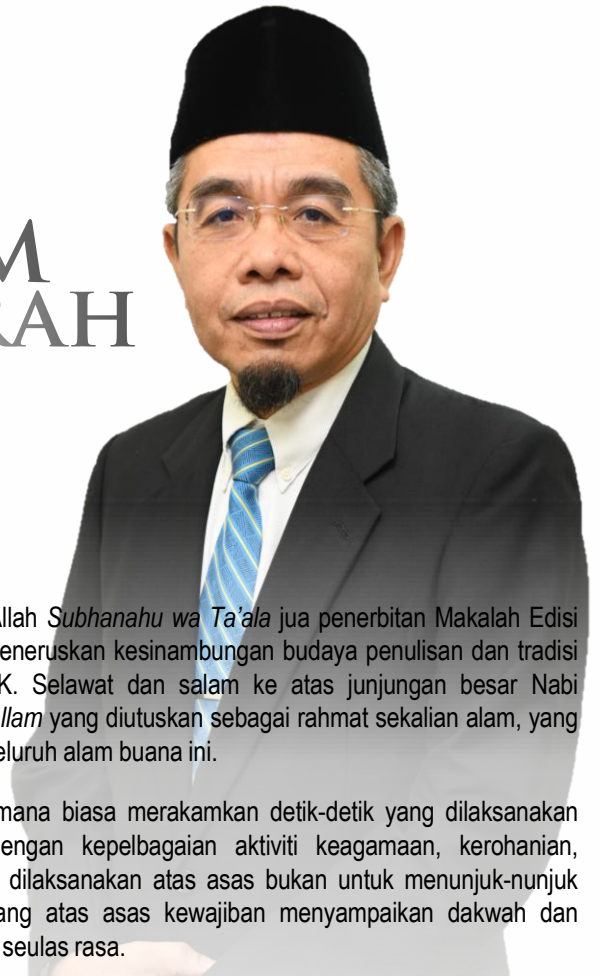 M
RAH
Allah Subhanahu wa Ta’ala jua penerbitan Makalah Edisi
eneruskan kesinambungan budaya penulisan dan tradisi
K. Selawat dan salam ke atas junjungan besar Nabi
llam yang diutuskan sebagai rahmat sekalian alam, yang
eluruh alam buana ini.
mana biasa merakamkan detik-detik yang dilaksanakan
engan kepelbagaian aktiviti keagamaan, kerohanian,
dilaksanakan atas asas bukan untuk menunjuk-nunjuk
ang atas asas kewajiban menyampaikan dakwah dan
seulas rasa.